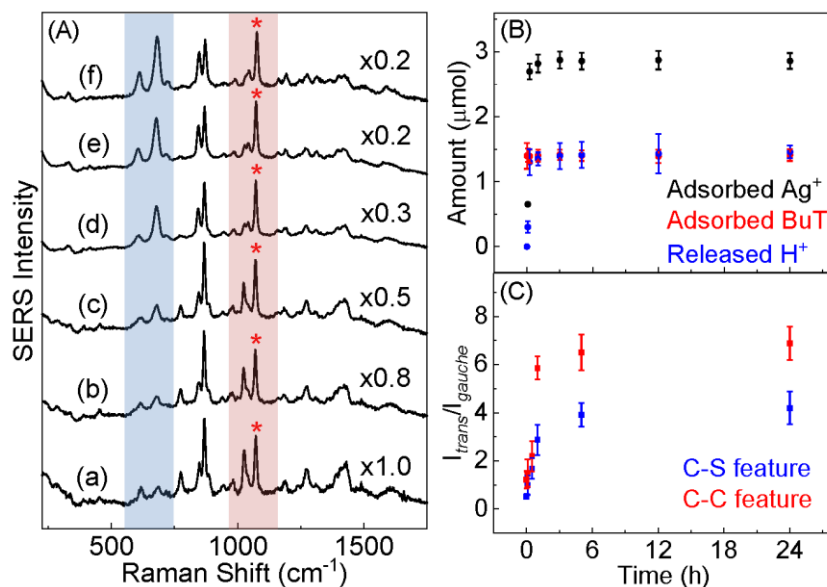 (A)
(f)
x0.2
(e)
x0.2
(d)
x0.3
(c)
x0.5
(b)
x0.8
(a)
x1.0
*
*
*
*
*
*
SERS Intensity
500
1000
1500
Raman Shift (cm⁻¹)
(B)
3
2
1
0
Amount (μmol)
Adsorbed Ag⁺
Adsorbed BuT
Released H⁺
(C)
8
6
4
2
0
I_trans/I_gauche
C-S feature
C-C feature
0
6
12
18
24
Time (h)